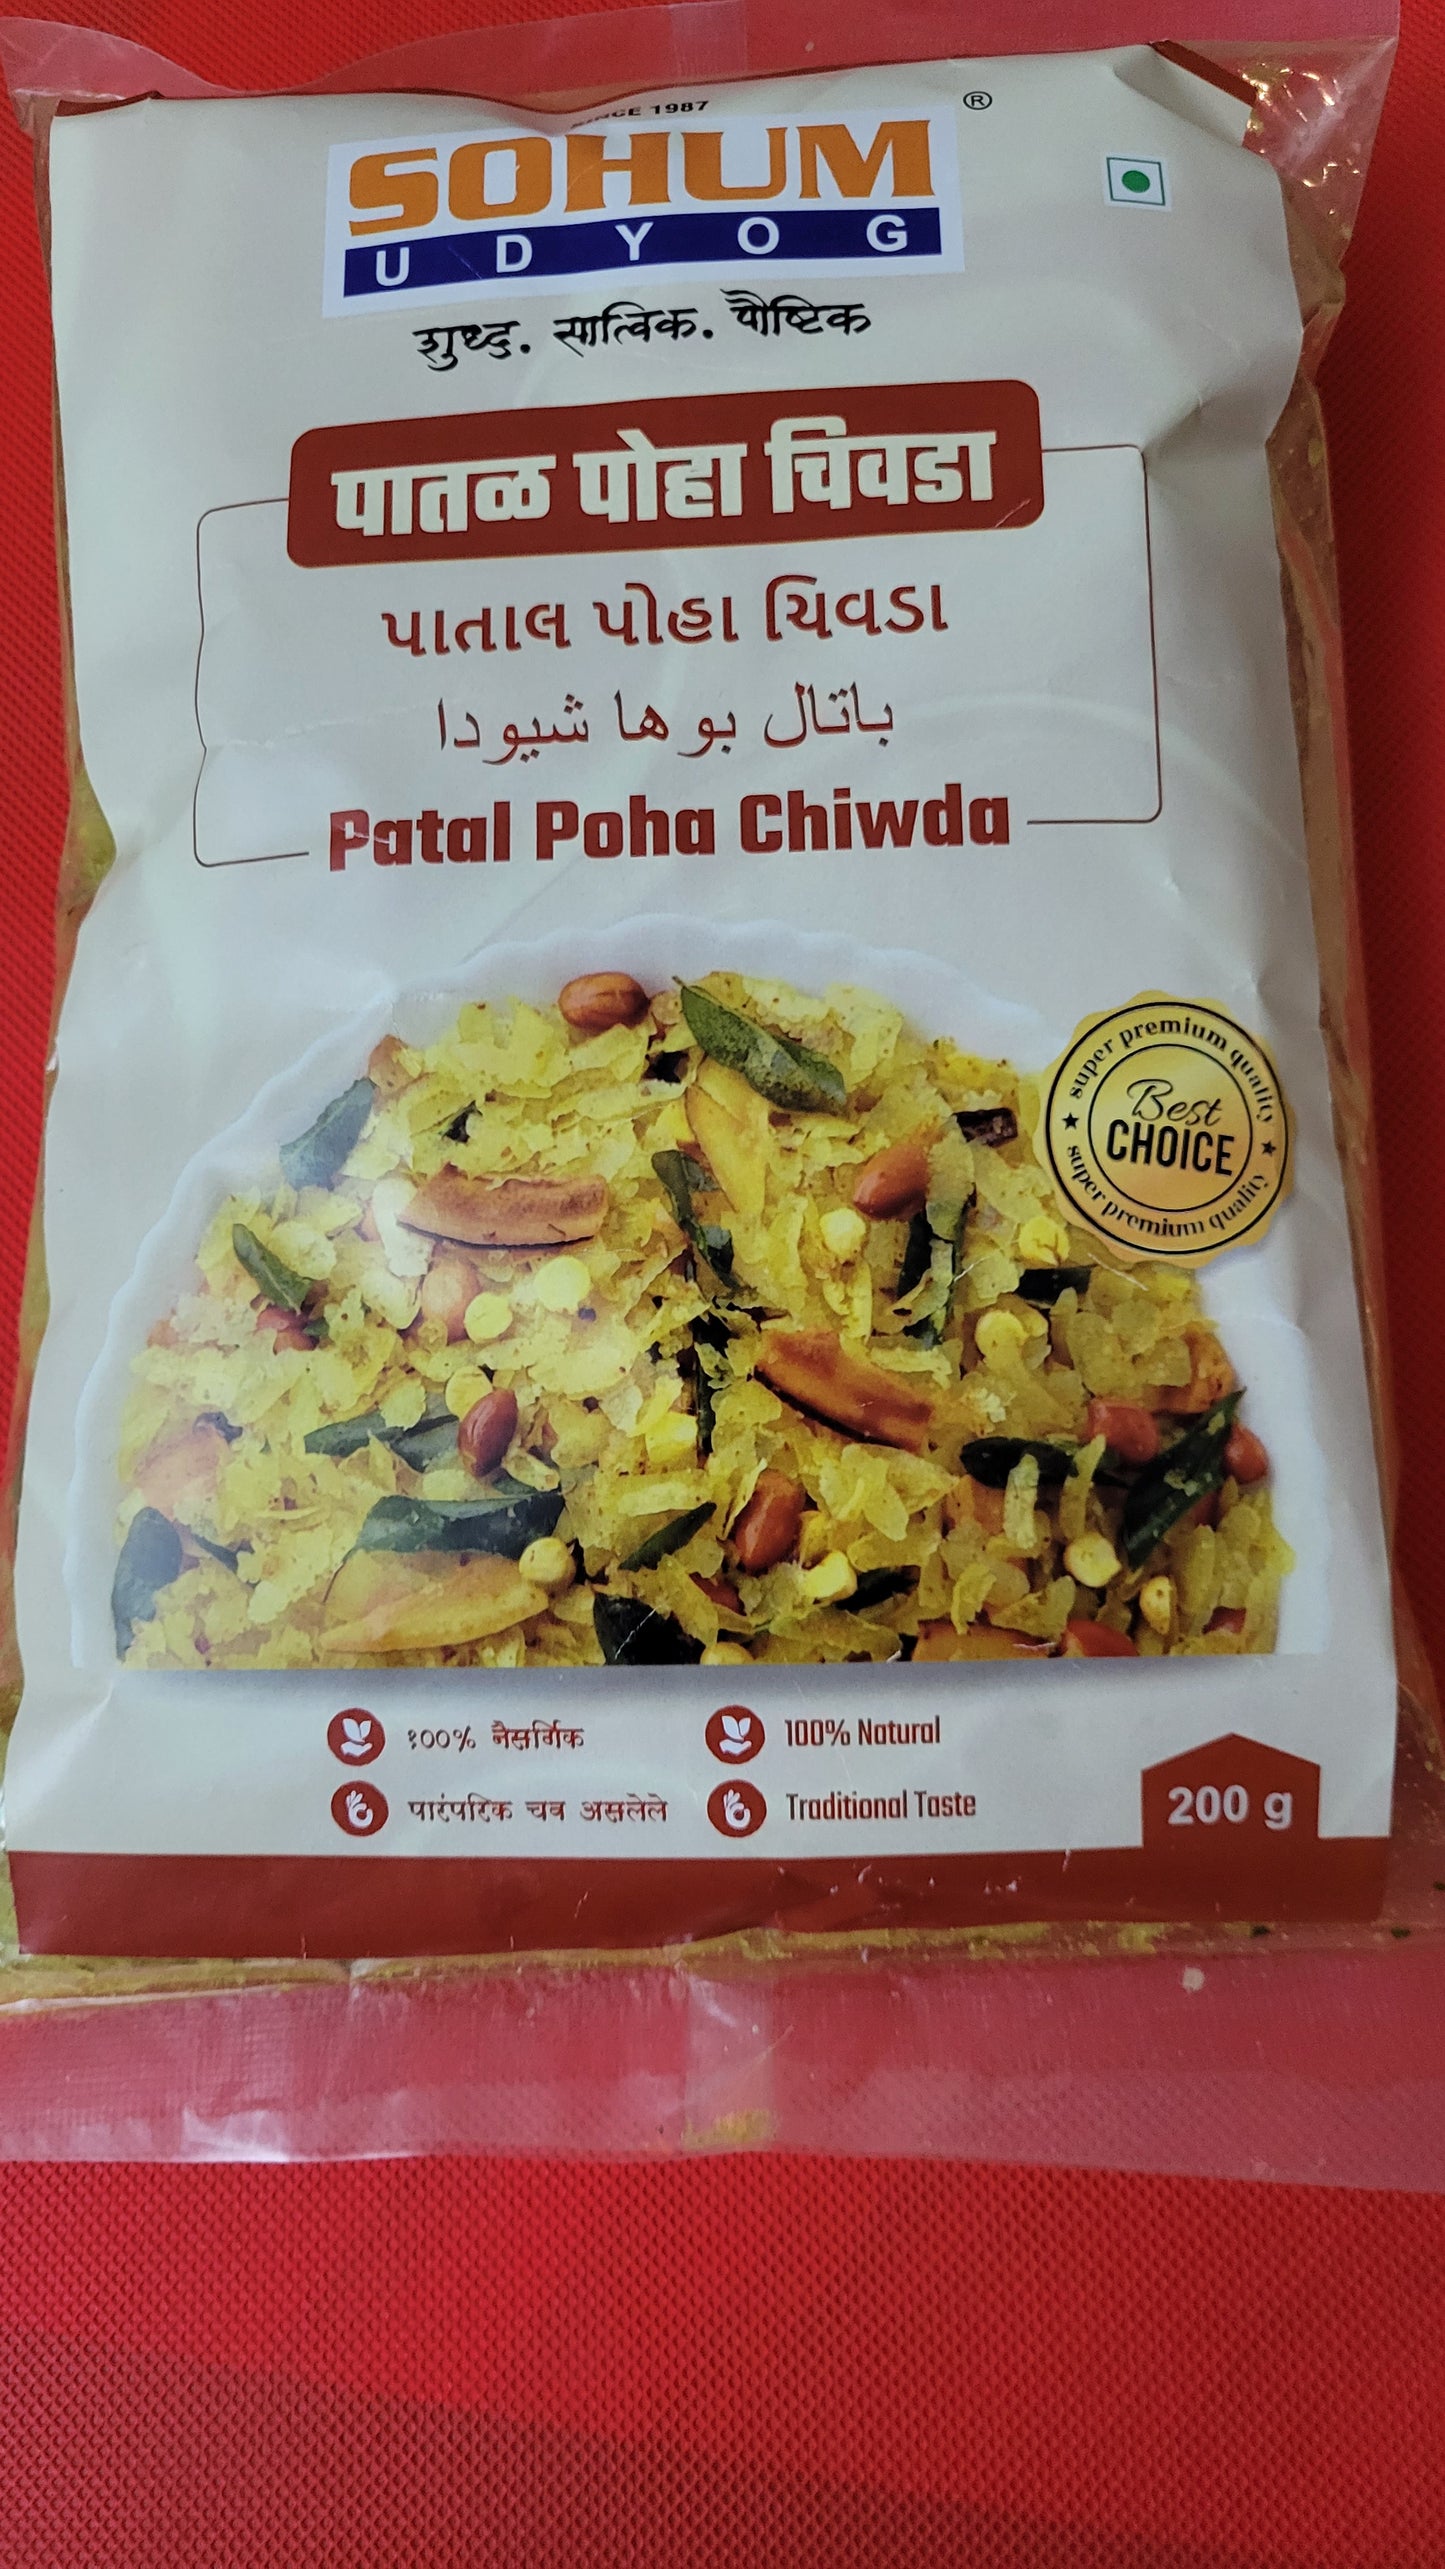 SINCE 1987
SOHUM
®
UDYOG
शुध्द. सात्विक. पौष्टिक
पातळ पोहा चिवडा
પાતાલ પોહા ચિવડા
باتال بوها شيودا
Patal Poha Chiwda
super premium quality
Best
CHOICE
super premium quality
१००% नैसर्गिक
100% Natural
पारंपरिक चव असलेले
Traditional Taste
200 g